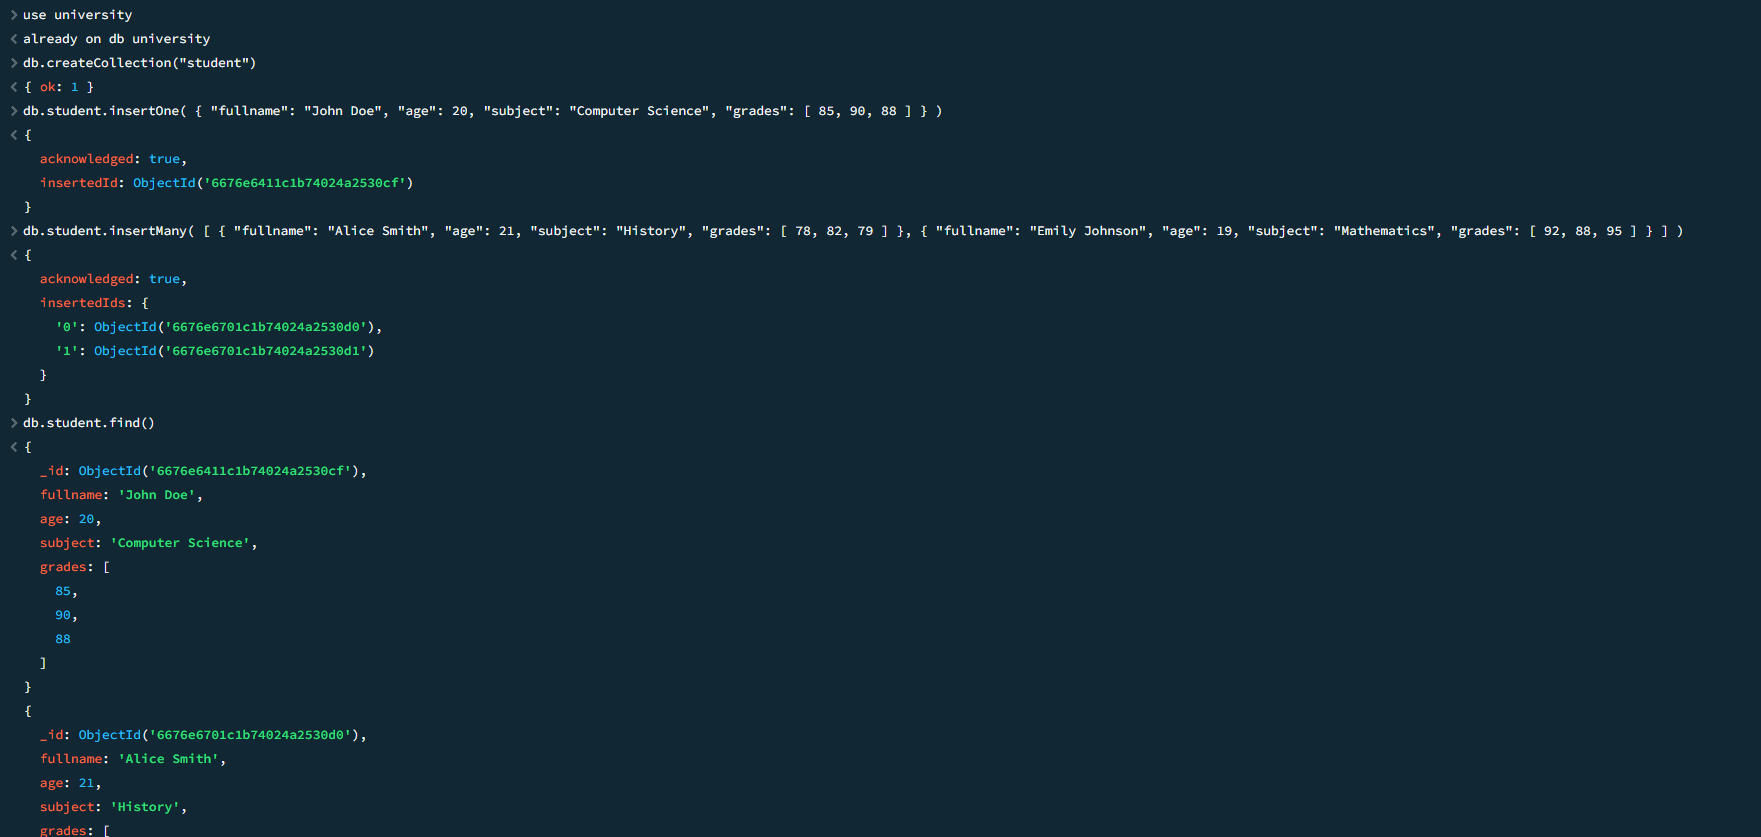 > use university
< already on db university
> db.createCollection("student")
< { ok: 1 }
> db.student.insertOne( { "fullname": "John Doe", "age": 20, "subject": "Computer Science", "grades": [ 85, 90, 88 ] } )
< {
acknowledged: true,
insertedId: ObjectId('6676e6411c1b74024a2530cf')
}
> db.student.insertMany( [ { "fullname": "Alice Smith", "age": 21, "subject": "History", "grades": [ 78, 82, 79 ] }, { "fullname": "Emily Johnson", "age": 19, "subject": "Mathematics", "grades": [ 92, 88, 95 ] } ] )
< {
acknowledged: true,
insertedIds: {
'0': ObjectId('6676e6701c1b74024a2530d0'),
'1': ObjectId('6676e6701c1b74024a2530d1')
}
}
> db.student.find()
< {
_id: ObjectId('6676e6411c1b74024a2530cf'),
fullname: 'John Doe',
age: 20,
subject: 'Computer Science',
grades: [
85,
90,
88
]
}
{
_id: ObjectId('6676e6701c1b74024a2530d0'),
fullname: 'Alice Smith',
age: 21,
subject: 'History',
grades: [